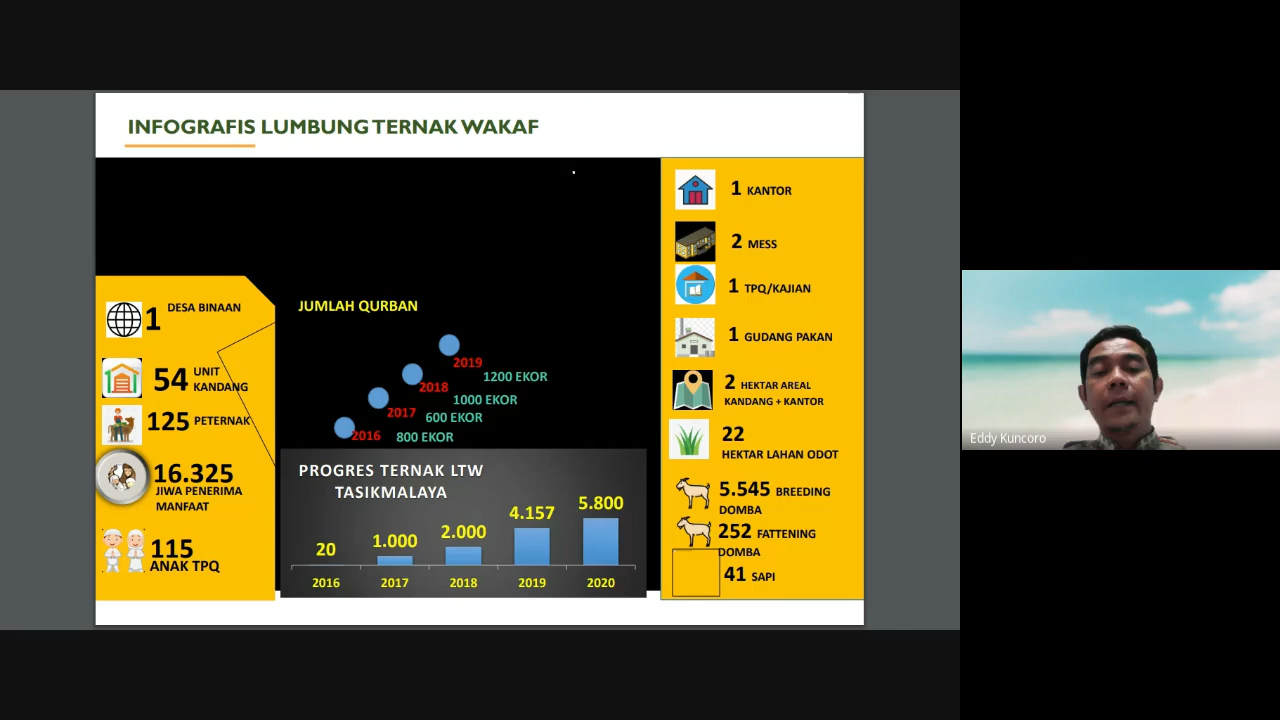 INFOGRAFIS LUMBUNG TERNAK WAKAF
1 DESA BINAAN
54 UNIT
KANDANG
125 PETERNAK
16.325
JIWA PENERIMA
MANFAAT
115
ANAK TPQ
JUMLAH QURBAN
2019
1200 EKOR
2018
1000 EKOR
2017
600 EKOR
2016
800 EKOR
PROGRES TERNAK LTW
TASIKMALAYA
20
1.000
2.000
4.157
5.800
2016
2017
2018
2019
2020
1 KANTOR
2 MESS
1 TPQ/KAJIAN
1 GUDANG PAKAN
2 HEKTAR AREAL
KANDANG + KANTOR
22
HEKTAR LAHAN ODOT
5.545 BREEDING
DOMBA
252 FATTENING
DOMBA
41 SAPI
Eddy Kuncoro